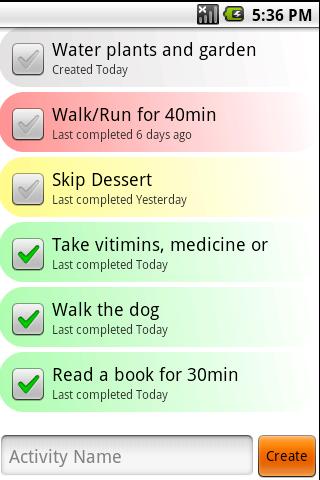 5:36 PM
Water plants and garden
Created Today
Walk/Run for 40min
Last completed 6 days ago
Skip Dessert
Last completed Yesterday
Take vitimins, medicine or
Last completed Today
Walk the dog
Last completed Today
Read a book for 30min
Last completed Today
Activity Name
Create